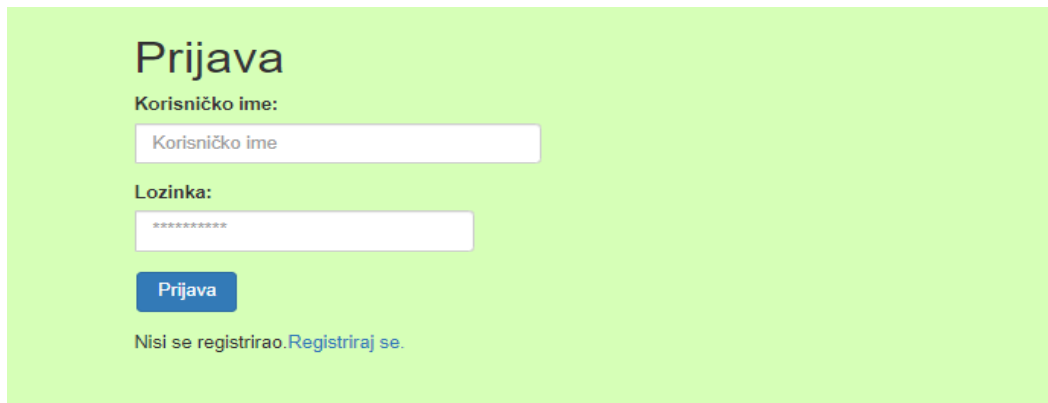 Prijava
Korisničko ime:
Korisničko ime
Lozinka:
**********
Prijava
Nisi se registrirao.Registriraj se.